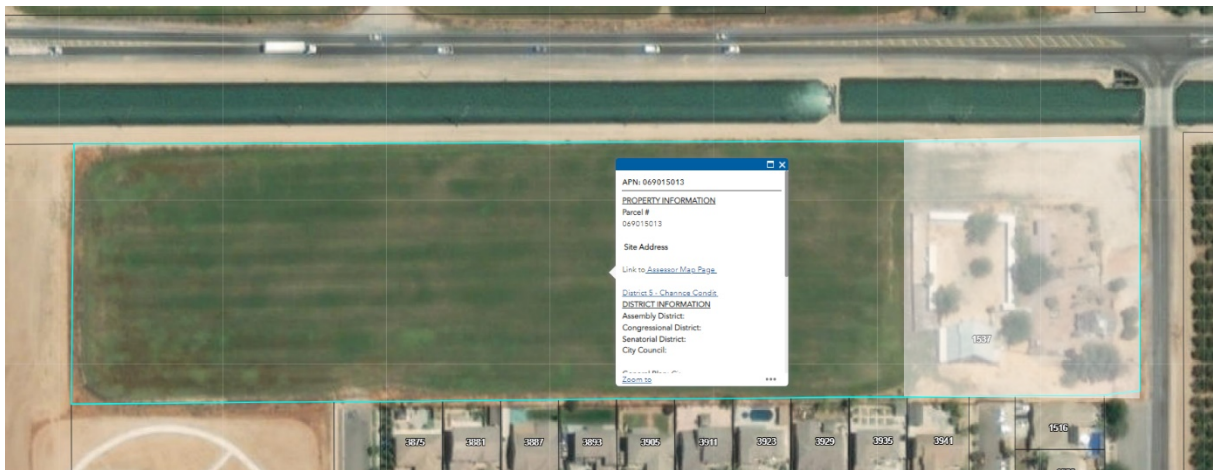 APN: 069015013
PROPERTY INFORMATION
Parcel #
069015013
Site Address
Link to Assessor Map Page
District 5 - Channce Condit
DISTRICT INFORMATION
Assembly District:
Congressional District:
Senatorial District:
City Council:
Zoom to
1537
3875
3881
3887
3893
3905
3911
3923
3929
3935
3941
1516